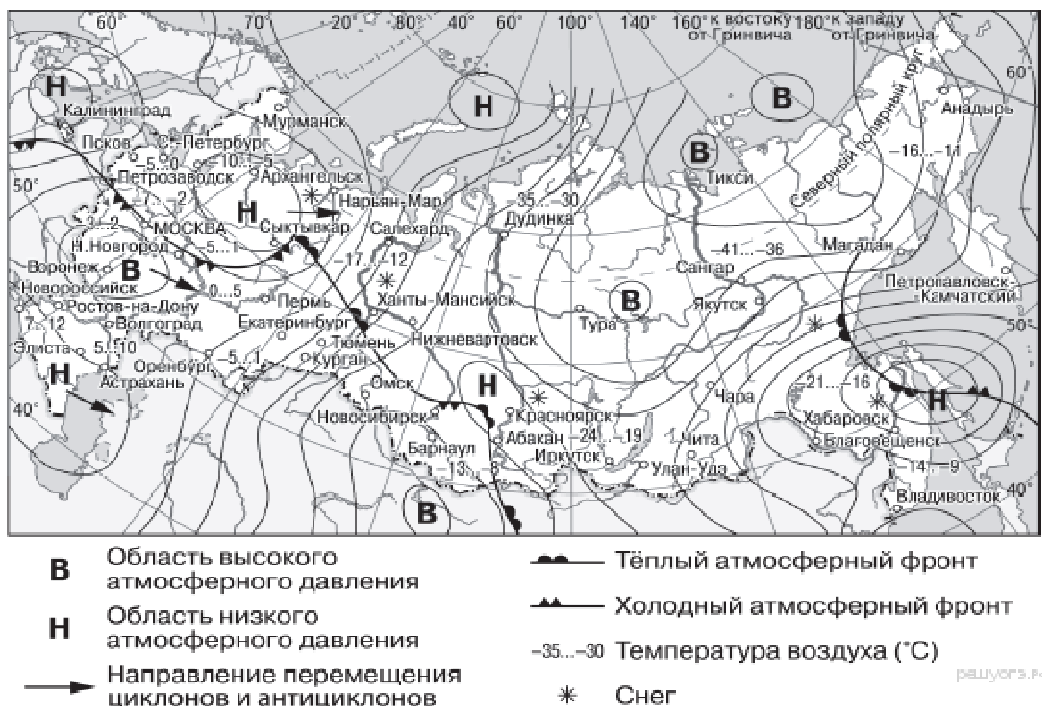 60° 70° 20° 80° 40° 60° 100° 140° 160° к востоку 180° к западу
от Гринвича от Гринвича
60°
Н
Калининград
Мурманск
Н
В
Анадырь
Северный полярный круг
Псков
С.-Петербург
-5...0
-10...-5
В
-16...-11
50°
Петрозаводск
Архангельск
Тикси
-7...-2
Нарьян-Мар
-35...-30
Н
Дудинка
МОСКВА
Сыктывкар
Салехард
Магадан
Н.Новгород
-5...1
-17...-12
-41...-36
Воронеж
В
Сангар
Новороссийск
0...5
Пермь
Ханты-Мансийск
В
Якутск
Петропавловск-
Камчатский
Ростов-на-Дону
Волгоград
Екатеринбург
Тура
50°
7...12
Тюмень
Нижневартовск
Элиста
5...10
Оренбург
-5...1
Курган
Н
Астрахань
Омск
Н
Чара
-21...-16
Н
40°
Новосибирск
Красноярск
Хабаровск
Барнаул
Абакан
-24...-19
Чита
Благовещенск
Иркутск
-13...-8
Улан-Удэ
-14...-9
40°
В
Владивосток
В Область высокого
атмосферного давления
Н Область низкого
атмосферного давления
Направление перемещения
циклонов и антициклонов
Тёплый атмосферный фронт
Холодный атмосферный фронт
-35...-30 Температура воздуха (°С)
Снег